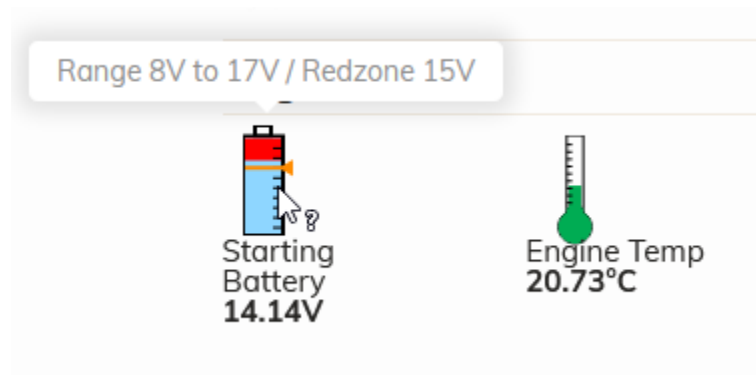 Range 8V to 17V / Redzone 15V
Starting
Battery
14.14V
Engine Temp
20.73°C